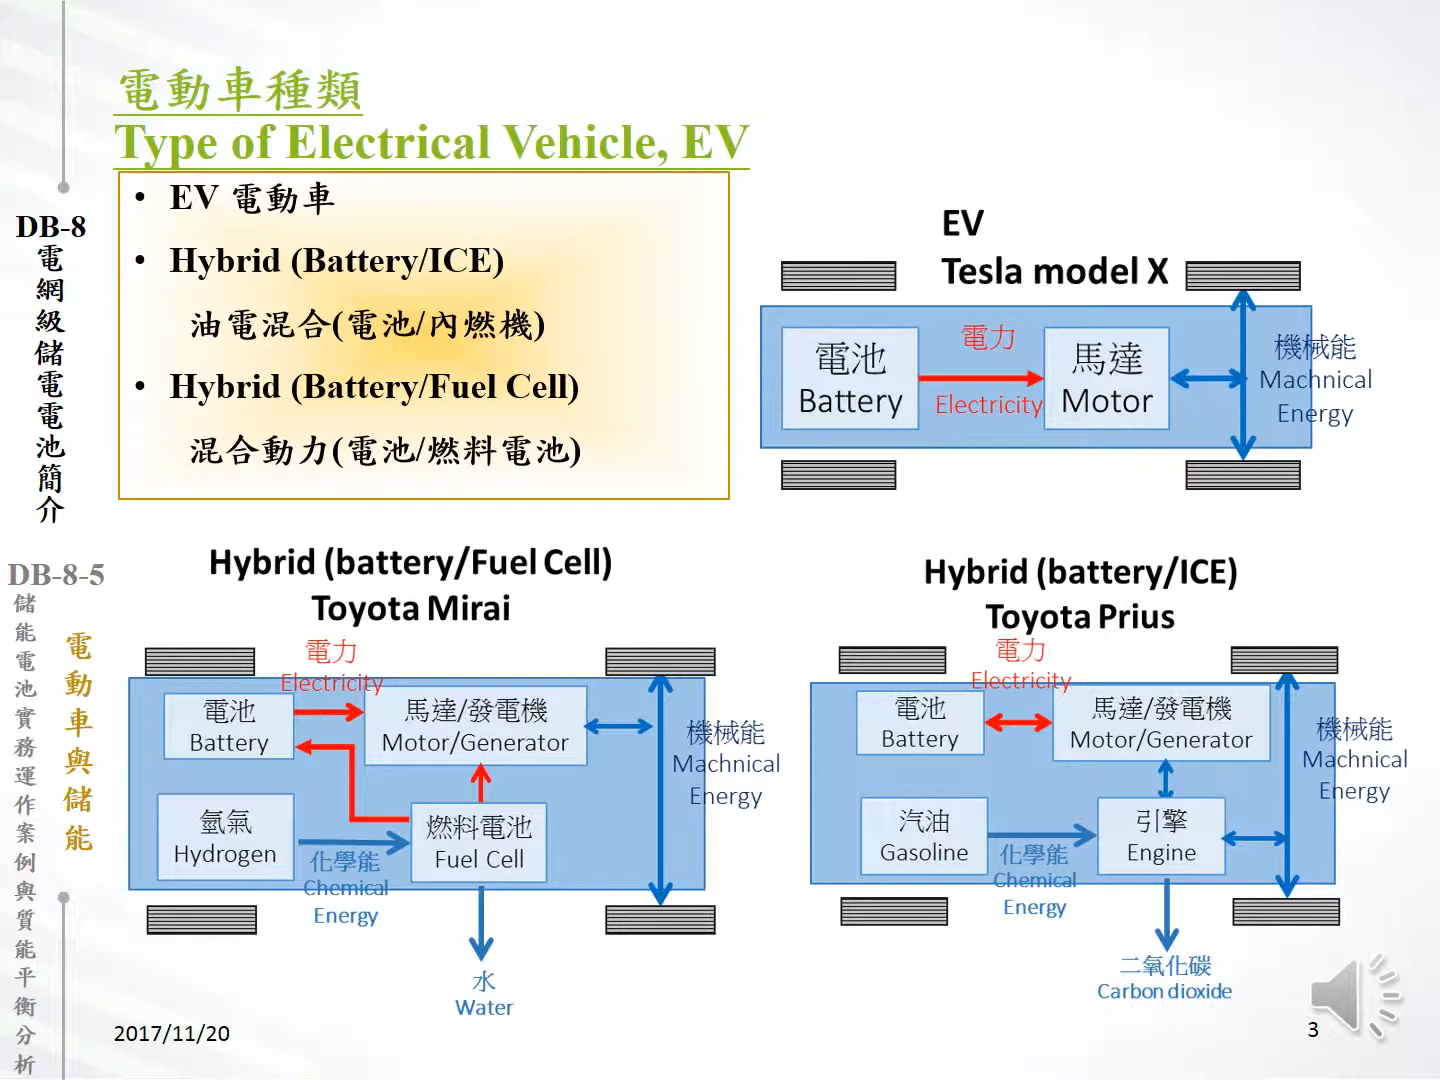 電動車種類
Type of Electrical Vehicle, EV
• EV 電動車
• Hybrid (Battery/ICE)
油電混合(電池/內燃機)
• Hybrid (Battery/Fuel Cell)
混合動力(電池/燃料電池)
DB-8
電網級儲電電池簡介
DB-8-5
儲能電池實務運作案例與質能平衡分析
電動車與儲能
EV
Tesla model X
電池
Battery
電力
Electricity
馬達
Motor
機械能
Machnical
Energy
Hybrid (battery/Fuel Cell)
Toyota Mirai
電力
Electricity
電池
Battery
馬達/發電機
Motor/Generator
機械能
Machnical
Energy
氫氣
Hydrogen
化學能
Chemical
Energy
燃料電池
Fuel Cell
水
Water
Hybrid (battery/ICE)
Toyota Prius
電力
Electricity
電池
Battery
馬達/發電機
Motor/Generator
機械能
Machnical
Energy
汽油
Gasoline
化學能
Chemical
Energy
引擎
Engine
二氧化碳
Carbon dioxide
2017/11/20
3